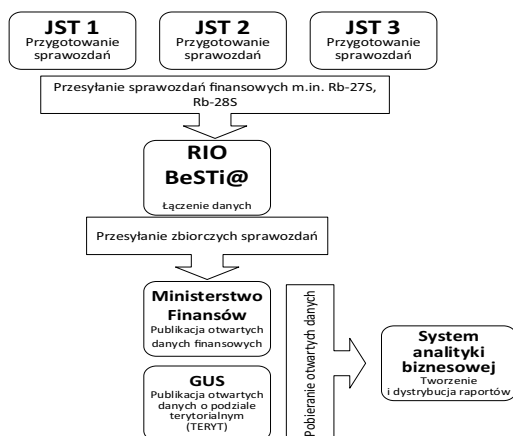 JST 1
Przygotowanie
sprawozdań
JST 2
Przygotowanie
sprawozdań
JST 3
Przygotowanie
sprawozdań
Przesyłanie sprawozdań finansowych m.in. Rb-27S,
Rb-28S
RIO
BeSTi@
Łączenie danych
Przesyłanie zbiorczych sprawozdań
Ministerstwo
Finansów
Publikacja otwartych
danych finansowych
GUS
Publikacja otwartych
danych o podziale
terytorialnym
(TERYT)
Pobieranie otwartych danych
System
analityki
biznesowej
Tworzenie
i dystrybucja raportów